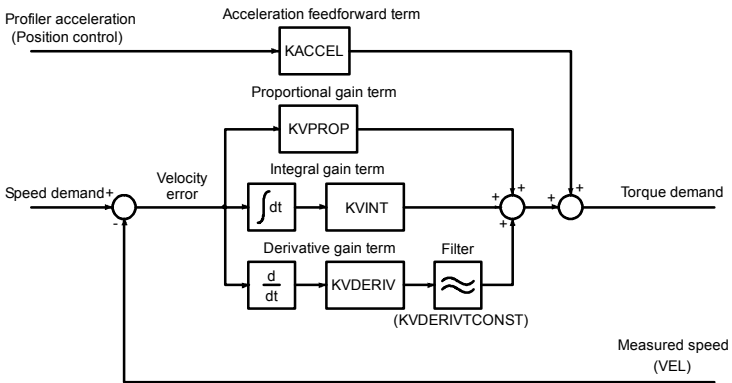 Acceleration feedforward term
Profiler acceleration
(Position control)
KACCEL
Proportional gain term
KVPROP
Integral gain term
Velocity
error
Speed demand
+
-
∫dt
KVINT
+
+
+
+
+
Torque demand
Derivative gain term
Filter
d
dt
KVDERIV
≈
(KVDERIVTCONST)
Measured speed
(VEL)